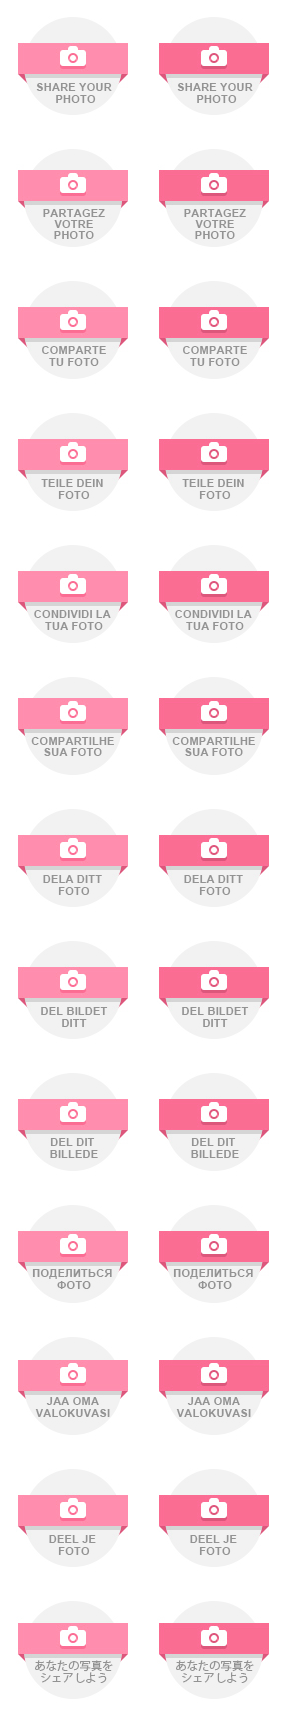 SHARE YOUR
PHOTO
SHARE YOUR
PHOTO
PARTAGEZ
VOTRE
PHOTO
PARTAGEZ
VOTRE
PHOTO
COMPARTE
TU FOTO
COMPARTE
TU FOTO
TEILE DEIN
FOTO
TEILE DEIN
FOTO
CONDIVIDI LA
TUA FOTO
CONDIVIDI LA
TUA FOTO
COMPARTILHE
SUA FOTO
COMPARTILHE
SUA FOTO
DELA DITT
FOTO
DELA DITT
FOTO
DEL BILDET
DITT
DEL BILDET
DITT
DEL DIT
BILLEDE
DEL DIT
BILLEDE
ПОДЕЛИТЬСЯ
ФОТО
ПОДЕЛИТЬСЯ
ФОТО
JAA OMA
VALOKUVASI
JAA OMA
VALOKUVASI
DEEL JE
FOTO
DEEL JE
FOTO
あなたの写真を
シェアしよう
あなたの写真を
シェアしよう